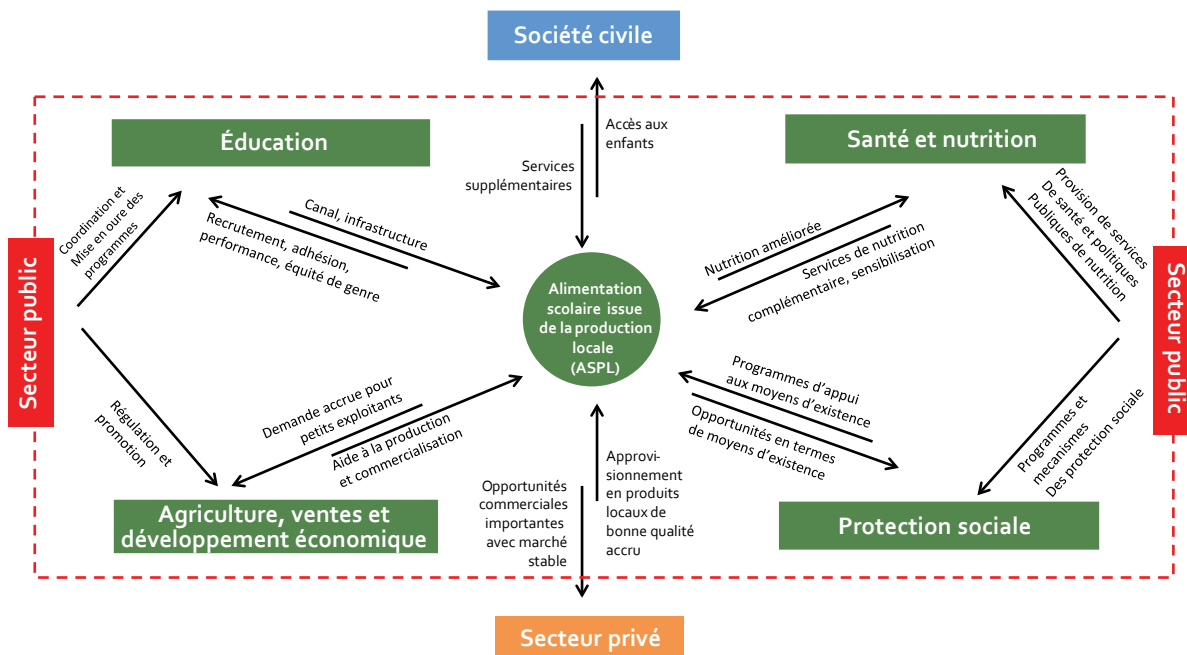 Société civile
Accès aux
enfants
Services
supplémentaires
Éducation
Santé et nutrition
Secteur public
Coordination et
Mise en oure des
programmes
Canal, infrastructure
Recrutement, adhésion,
performance, équité de genre
Nutrition améliorée
Services de nutrition
complémentaire, sensibilisation
Provision de services
De santé et politiques
Publiques de nutrition
Secteur public
Alimentation
scolaire issue
de la production
locale
(ASPL)
Régulation et
promotion
Demande accrue pour
petits exploitants
Aide à la production
et commercialisation
Programmes d’appui
aux moyens d’existence
Opportunités en termes
de moyens d’existence
Programmes et
mecanismes
Des protection sociale
Agriculture, ventes et
développement économique
Opportunités
commerciales
importantes
avec marché
stable
Approvi-
sionnement
en produits
locaux de
bonne qualité
accru
Protection sociale
Secteur privé